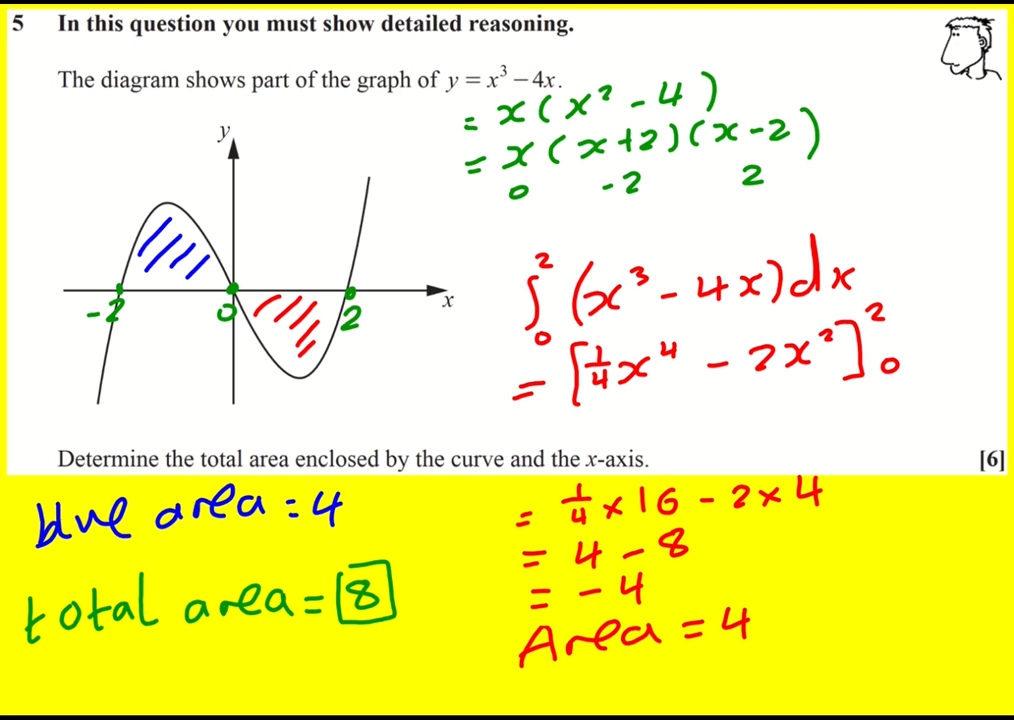 5 In this question you must show detailed reasoning.
The diagram shows part of the graph of y = x³ − 4x.
= x(x² - 4)
= x(x+2)(x-2)
0 -2 2
y
x
-2 0 2
∫₀² (x³ - 4x)dx
= [¼x⁴ - 2x²]₀²
Determine the total area enclosed by the curve and the x-axis. [6]
blue area = 4
total area = 8
= ¼ × 16 - 2 × 4
= 4 - 8
= -4
Area = 4